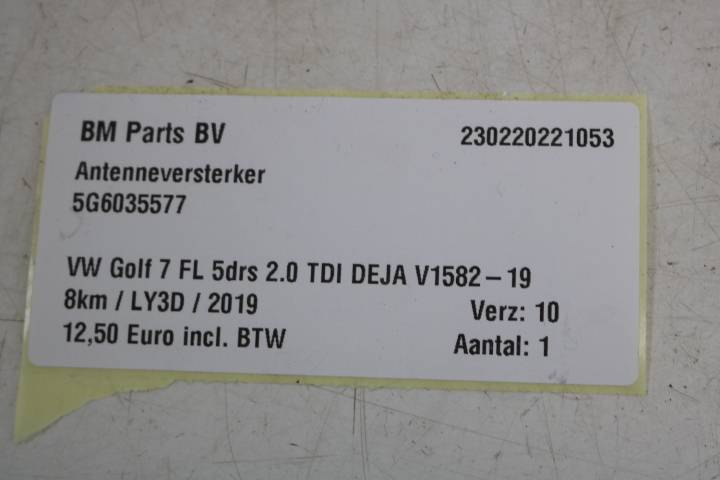 BM Parts BV 230220221053
Antenneversterker
5G6035577
VW Golf 7 FL 5drs 2.0 TDI DEJA V1582-19
8km / LY3D / 2019 Verz: 10
12,50 Euro incl. BTW Aantal: 1